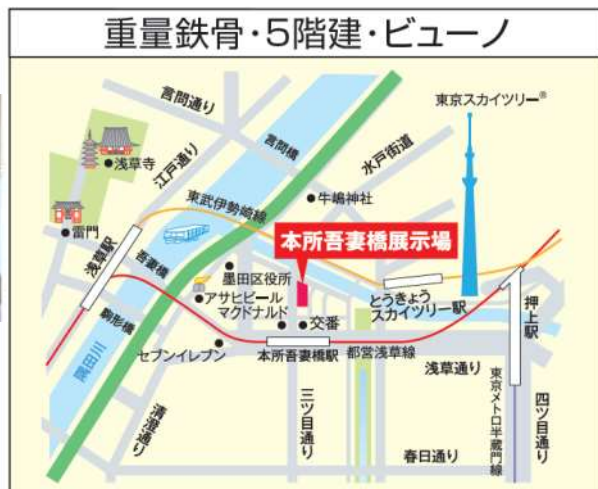 重量鉄骨・5階建・ビューノ
言問通り
東京スカイツリー®
言問橋
水戸街道
江戸通り
浅草寺
牛嶋神社
東武伊勢崎線
雷門
本所吾妻橋展示場
浅草駅
吾妻橋
墨田区役所
アサヒビール
マクドナルド
交番
とうきょう
スカイツリー駅
押上駅
駒形橋
隅田川
セブンイレブン
本所吾妻橋駅
都営浅草線
浅草通り
清澄通り
三ツ目通り
東京メトロ半蔵門線
四ツ目通り
春日通り